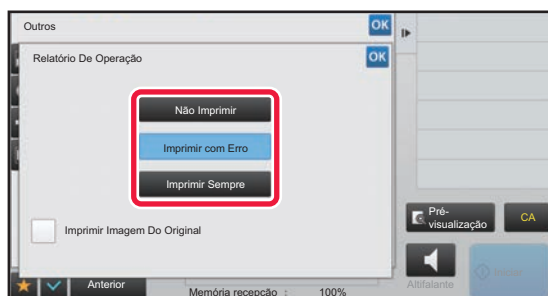 Outros
OK
Relatório De Operação
OK
Não Imprimir
Imprimir com Erro
Imprimir Sempre
Imprimir Imagem Do Original
Pré-
visualização
CA
Anterior
Memória recepção : 100%
Altifalante
Iniciar